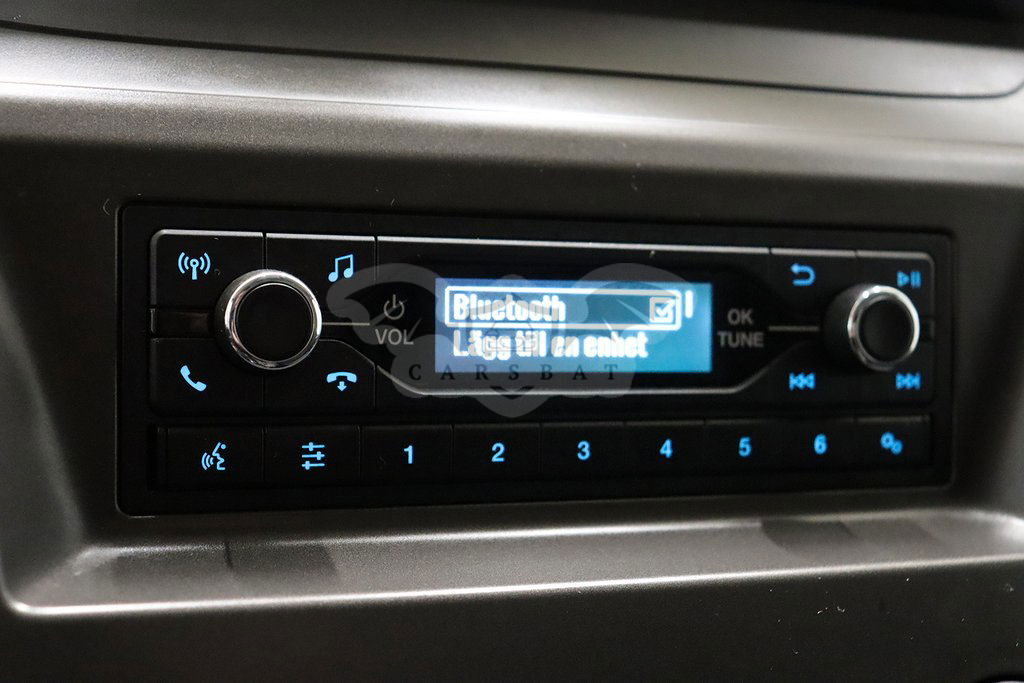 Bluetooth
Lägg till en enhet
VOL
OK
TUNE
CARSBAT
1 2 3 4 5 6